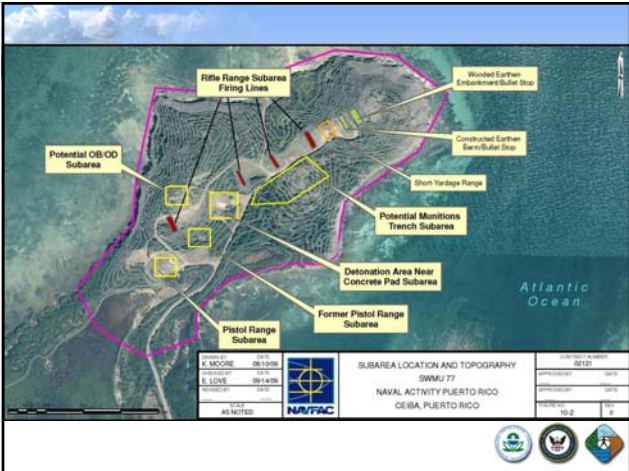 Rifle Range Subarea
Firing Lines
Wooded Earthen
Embankment/Bullet Stop
Constructed Earthen
Berm/Bullet Stop
Short-Yardage Range
Potential OB/OD
Subarea
Potential Munitions
Trench Subarea
Detonation Area Near
Concrete Pad Subarea
Former Pistol Range
Subarea
Pistol Range
Subarea
Atlantic
Ocean
DRAWN BY DATE
K. MOORE 08/10/09
CHECKED BY DATE
E. LOVE 09/14/09
REVISED BY DATE
SCALE
AS NOTED
NAVFAC
SUBAREA LOCATION AND TOPOGRAPHY
SWMU 77
NAVAL ACTIVITY PUERTO RICO
CEIBA, PUERTO RICO
CONTRACT NUMBER
02121
APPROVED BY DATE
APPROVED BY DATE
FIGURE NO. REV
10-2